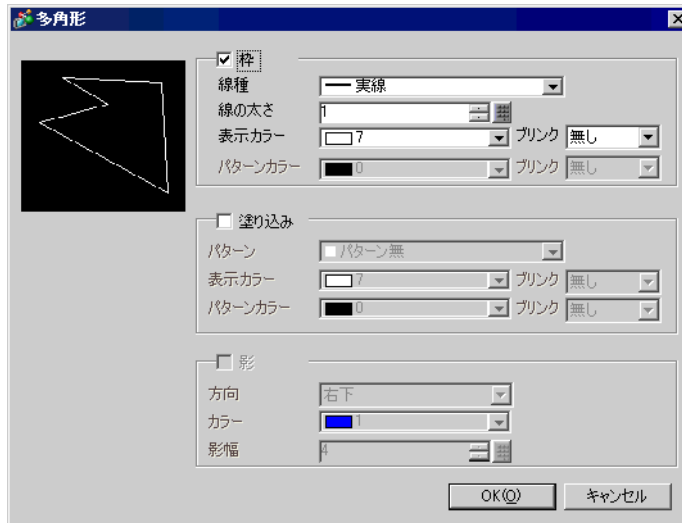 多角形
枠
線種 実線
線の太さ 1
表示カラー 7 ブリンク 無し
パターンカラー 0 ブリンク 無し
塗り込み
パターン パターン無
表示カラー 7 ブリンク 無し
パターンカラー 0 ブリンク 無し
影
方向 右下
カラー 1
影幅 4
OK(O) キャンセル